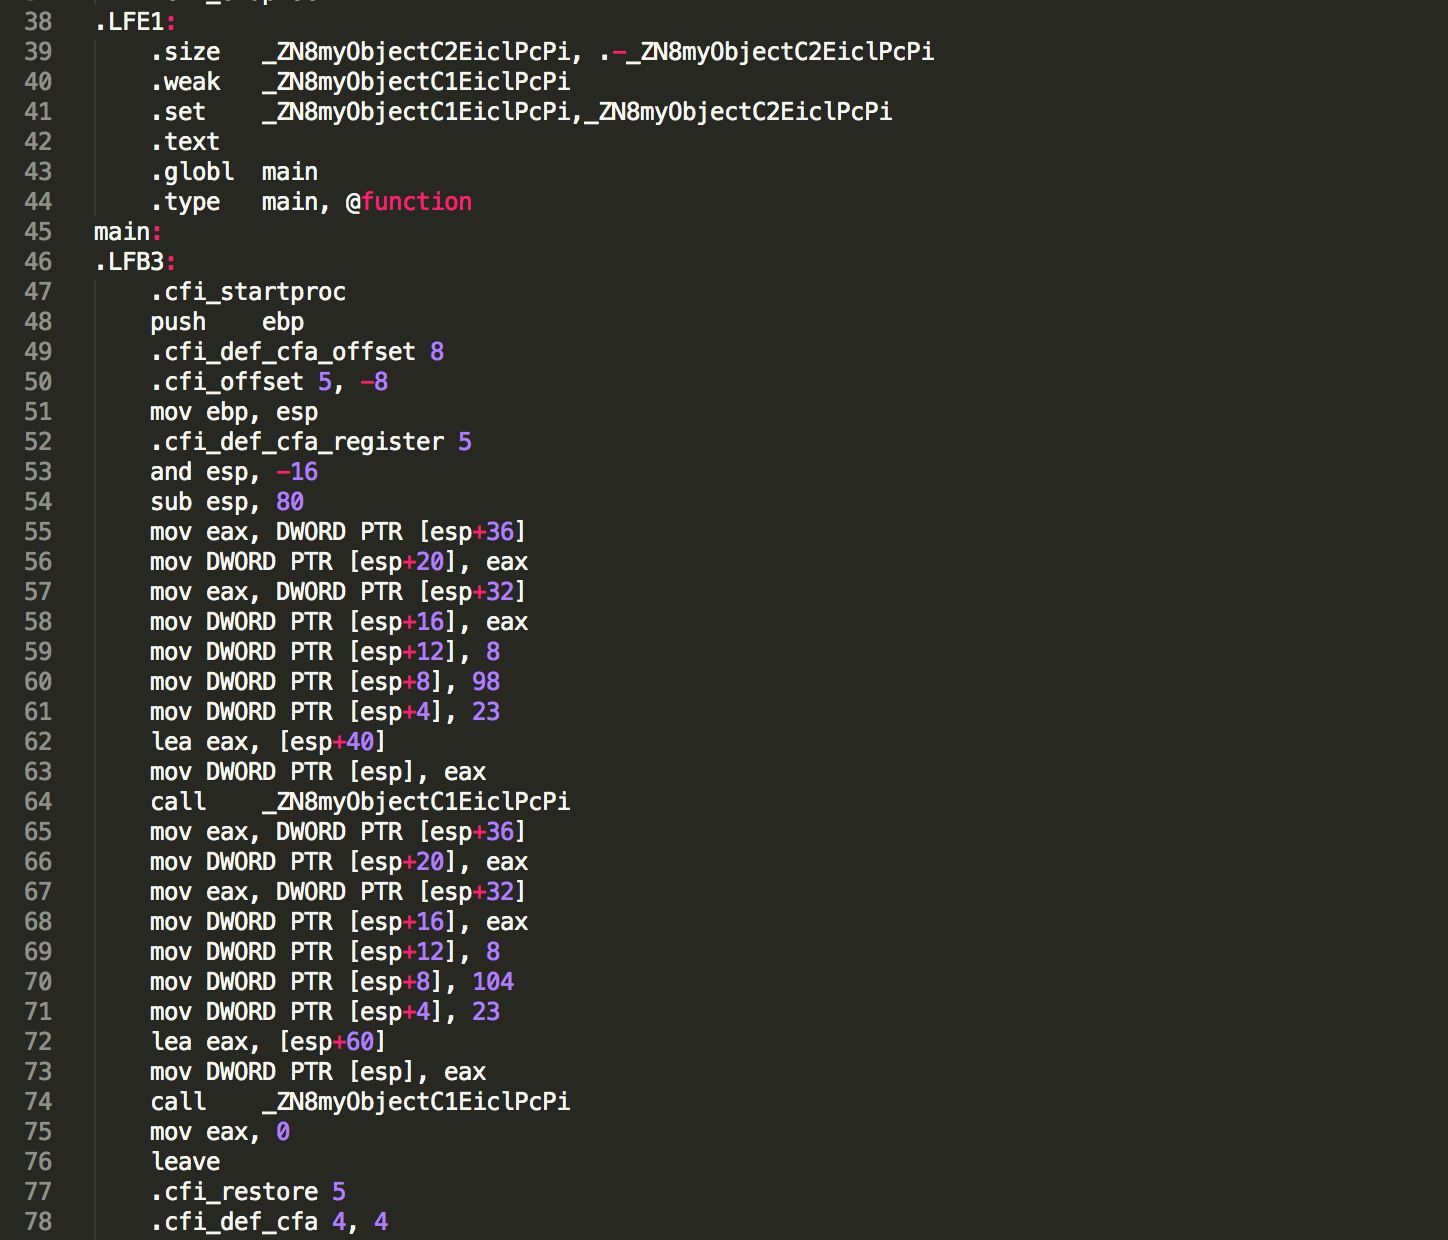 38 .LFE1:
39 .size _ZN8myObjectC2EiclPcPi, .-_ZN8myObjectC2EiclPcPi
40 .weak _ZN8myObjectC1EiclPcPi
41 .set _ZN8myObjectC1EiclPcPi,_ZN8myObjectC2EiclPcPi
42 .text
43 .globl main
44 .type main, @function
45 main:
46 .LFB3:
47 .cfi_startproc
48 push ebp
49 .cfi_def_cfa_offset 8
50 .cfi_offset 5, -8
51 mov ebp, esp
52 .cfi_def_cfa_register 5
53 and esp, -16
54 sub esp, 80
55 mov eax, DWORD PTR [esp+36]
56 mov DWORD PTR [esp+20], eax
57 mov eax, DWORD PTR [esp+32]
58 mov DWORD PTR [esp+16], eax
59 mov DWORD PTR [esp+12], 8
60 mov DWORD PTR [esp+8], 98
61 mov DWORD PTR [esp+4], 23
62 lea eax, [esp+40]
63 mov DWORD PTR [esp], eax
64 call _ZN8myObjectC1EiclPcPi
65 mov eax, DWORD PTR [esp+36]
66 mov DWORD PTR [esp+20], eax
67 mov eax, DWORD PTR [esp+32]
68 mov DWORD PTR [esp+16], eax
69 mov DWORD PTR [esp+12], 8
70 mov DWORD PTR [esp+8], 104
71 mov DWORD PTR [esp+4], 23
72 lea eax, [esp+60]
73 mov DWORD PTR [esp], eax
74 call _ZN8myObjectC1EiclPcPi
75 mov eax, 0
76 leave
77 .cfi_restore 5
78 .cfi_def_cfa 4, 4